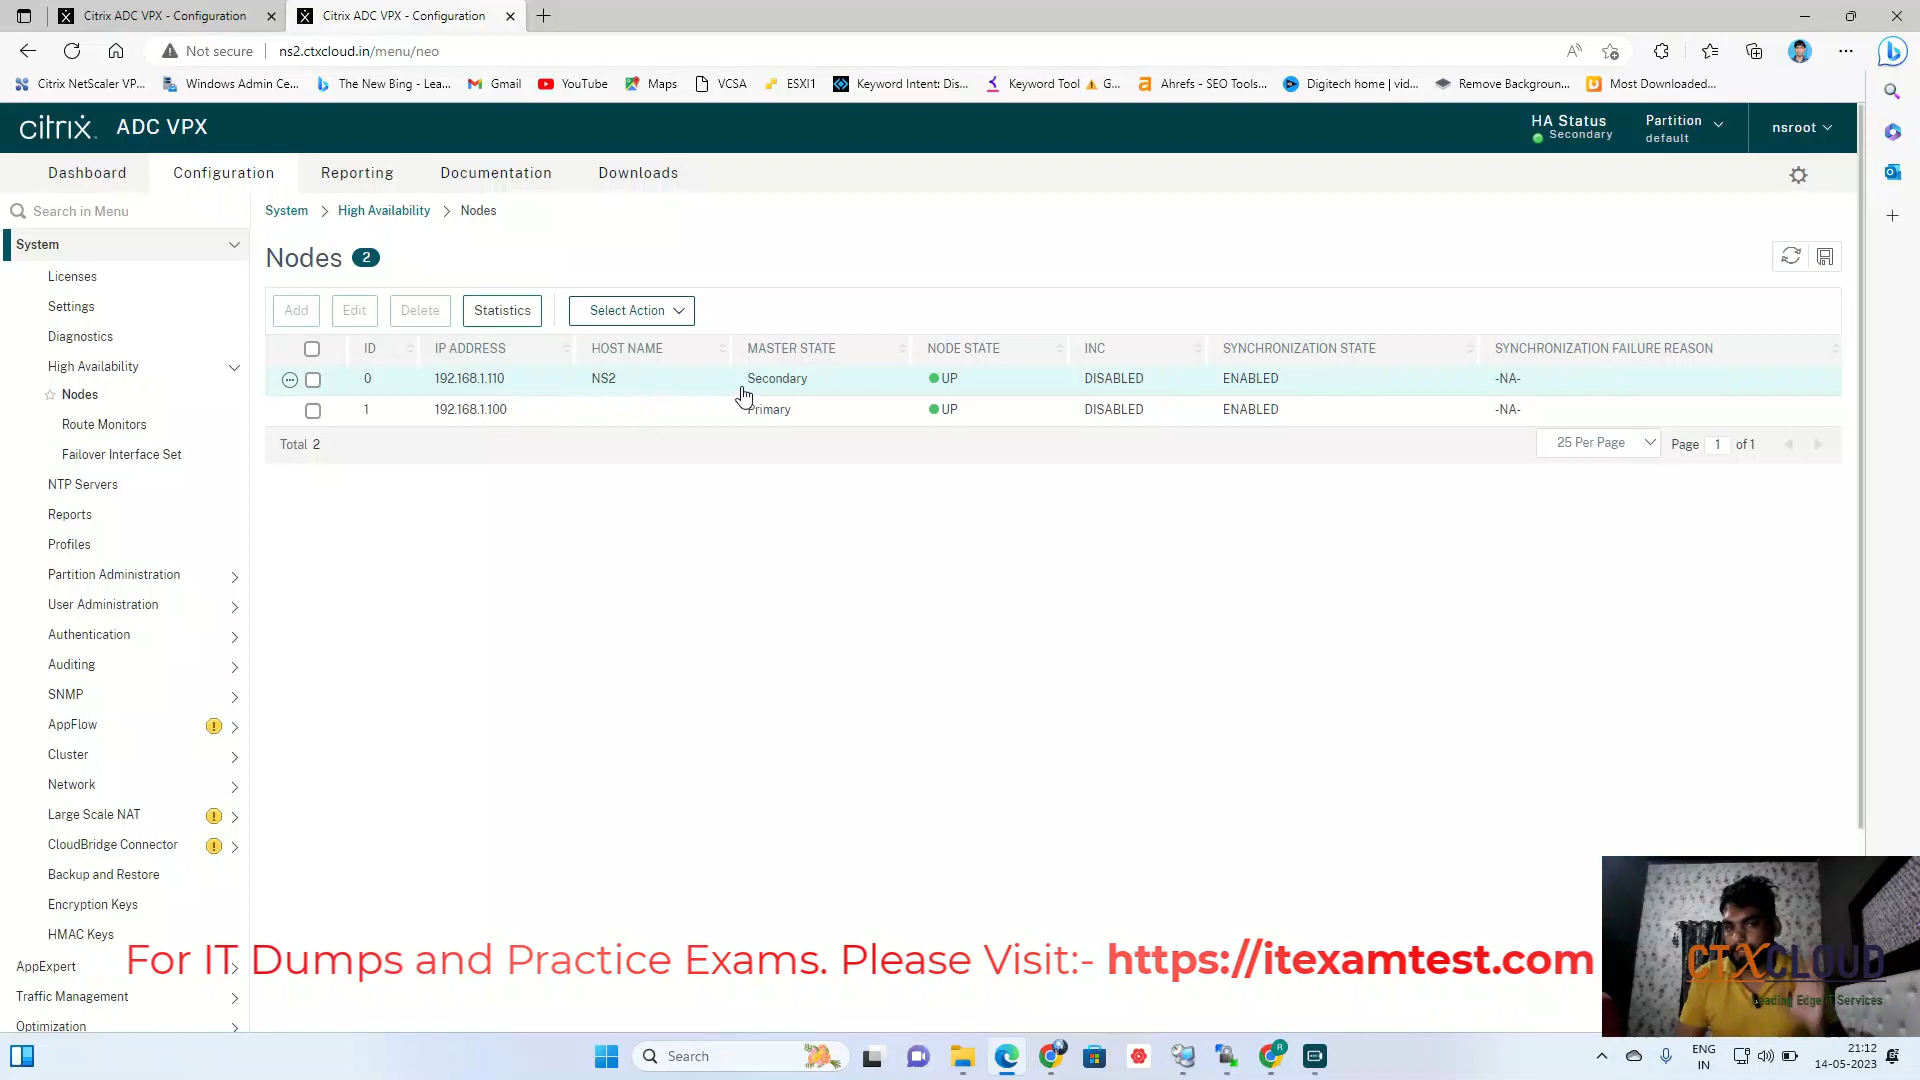 Citrix ADC VPX - Configuration
Citrix ADC VPX - Configuration
Not secure
ns2.ctxcloud.in/menu/neo
Citrix NetScaler VP...
Windows Admin Ce...
The New Bing - Lea...
Gmail
YouTube
Maps
VCSA
ESXI1
Keyword Intent: Dis...
Keyword Tool ⚠ G...
Ahrefs - SEO Tools...
Digitech home | vid...
Remove Backgroun...
Most Downloaded...
citrix. ADC VPX
HA Status
Secondary
Partition
default
nsroot
Dashboard
Configuration
Reporting
Documentation
Downloads
Search in Menu
System
Licenses
Settings
Diagnostics
High Availability
Nodes
Route Monitors
Failover Interface Set
NTP Servers
Reports
Profiles
Partition Administration
User Administration
Authentication
Auditing
SNMP
AppFlow
Cluster
Network
Large Scale NAT
CloudBridge Connector
Backup and Restore
Encryption Keys
HMAC Keys
AppExpert
Traffic Management
Optimization
System > High Availability > Nodes
Nodes 2
Add
Edit
Delete
Statistics
Select Action
ID IP ADDRESS HOST NAME MASTER STATE NODE STATE INC SYNCHRONIZATION STATE SYNCHRONIZATION FAILURE REASON
0 192.168.1.110 NS2 Secondary UP DISABLED ENABLED -NA-
1 192.168.1.100 Primary UP DISABLED ENABLED -NA-
Total 2
25 Per Page
Page 1 of 1
For IT Dumps and Practice Exams. Please Visit:- https://itexamtest.com
CTXCLOUD
Leading Edge IT Services
Search
ENG
IN
21:12
14-05-2023